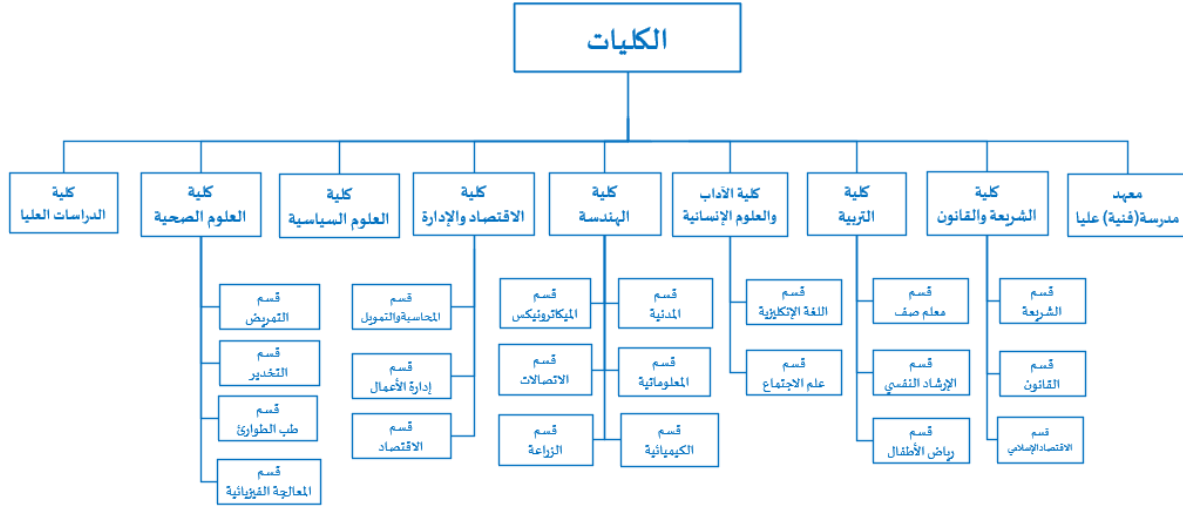 الكليات
معهد
مدرسة(فنية) عليا
كلية
الشريعة والقانون
كلية
التربية
كلية الآداب
والعلوم الإنسانية
كلية
الهندسة
كلية
الاقتصاد والإدارة
كلية
العلوم السياسية
كلية
العلوم الصحية
كلية
الدراسات العليا
قسم
الشريعة
قسم
القانون
قسم
الاقتصاد الإسلامي
قسم
معلم صف
قسم
الإرشاد النفسي
قسم
رياض الأطفال
قسم
اللغة الإنكليزية
قسم
علم الاجتماع
قسم
المدنية
قسم
المعلوماتية
قسم
الكيميائية
قسم
الميكاترونيكس
قسم
الاتصالات
قسم
الزراعة
قسم
المحاسبة والتمويل
قسم
إدارة الأعمال
قسم
الاقتصاد
قسم
التمريض
قسم
التخدير
قسم
طب الطوارئ
قسم
المعالجة الفيزيائية